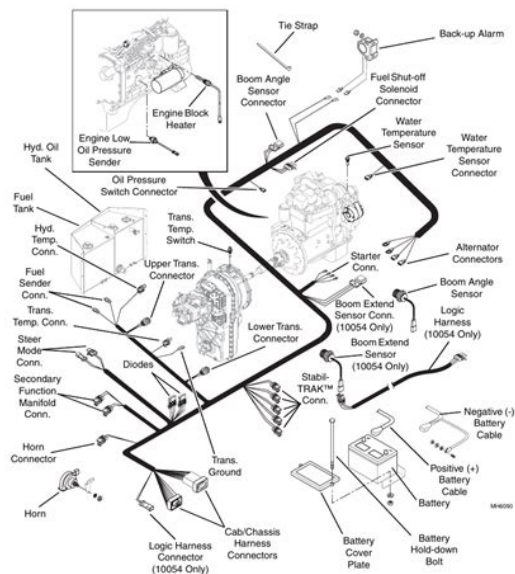 Tie Strap
Back-up Alarm
Boom Angle
Sensor
Connector
Fuel Shut-off
Solenoid
Connector
Engine Block
Heater
Engine Low
Oil Pressure
Sender
Water
Temperature
Sensor
Water
Temperature
Sensor
Connector
Hyd. Oil
Tank
Oil Pressure
Switch Connector
Fuel
Tank
Trans.
Temp.
Switch
Hyd.
Temp.
Conn.
Upper Trans.
Connector
Starter
Conn.
Alternator
Connectors
Fuel
Sender
Conn.
Boom Extend
Sensor Conn.
(10054 Only)
Boom Angle
Sensor
Trans.
Temp. Conn.
Lower Trans.
Connector
Boom Extend
Sensor
(10054 Only)
Logic
Harness
(10054 Only)
Steer
Mode
Conn.
Diodes
Stabil-
TRAK™
Conn.
Secondary
Function
Manifold
Conn.
Negative (-)
Battery
Cable
Horn
Connector
Trans.
Ground
Positive (+)
Battery
Cable
Horn
Battery
MH6090
Logic Harness
Connector
(10054 Only)
Cab/Chassis
Harness
Connectors
Battery
Cover
Plate
Battery
Hold-down
Bolt